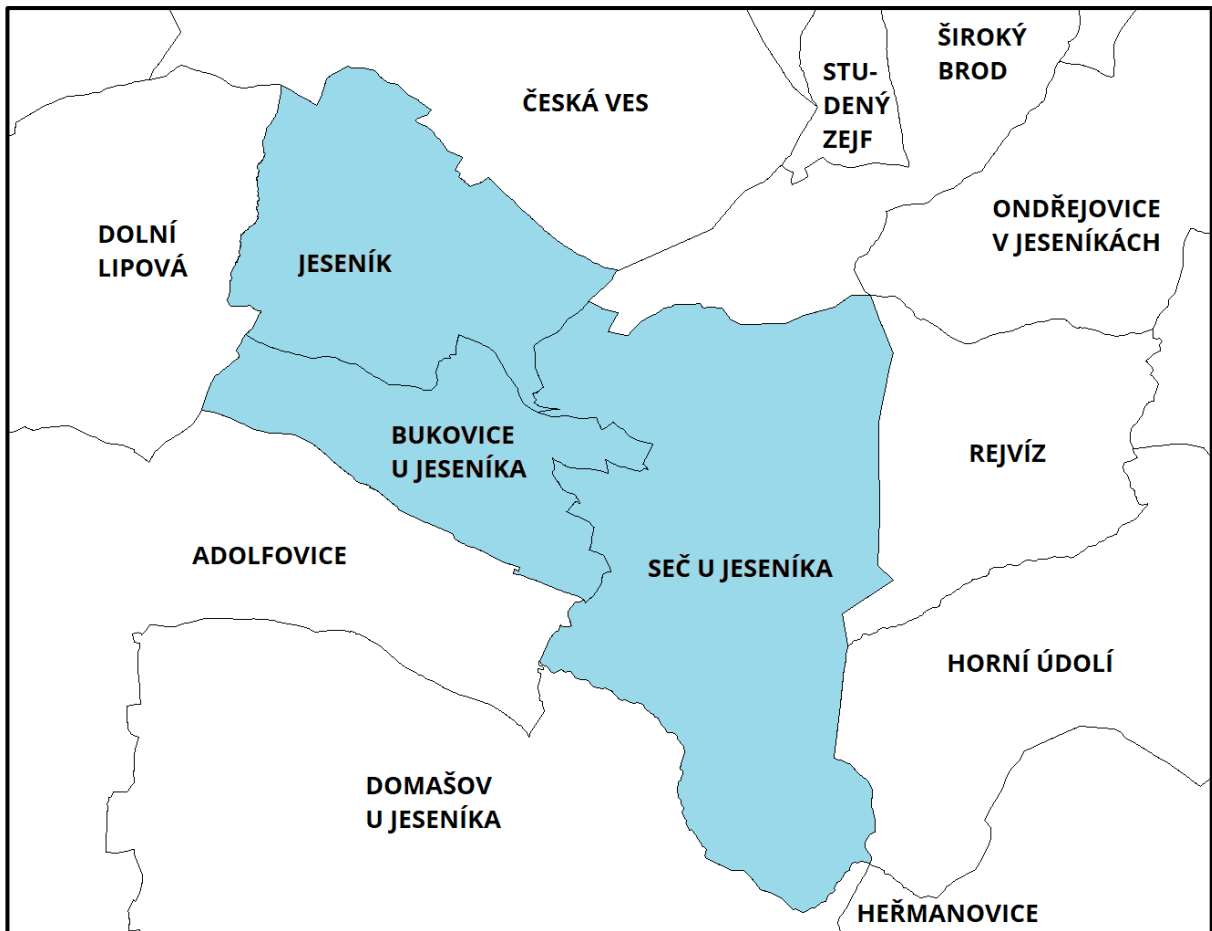 ŠIROKÝ
BROD
STU-
DENÝ
ZEJF
ČESKÁ VES
ONDŘEJOVICE
V JESENÍKÁCH
DOLNÍ
LIPOVÁ
JESENÍK
BUKOVICE
U JESENÍKA
REJVÍZ
ADOLFOVICE
SEČ U JESENÍKA
HORNÍ ÚDOLÍ
DOMAŠOV
U JESENÍKA
HEŘMANOVICE